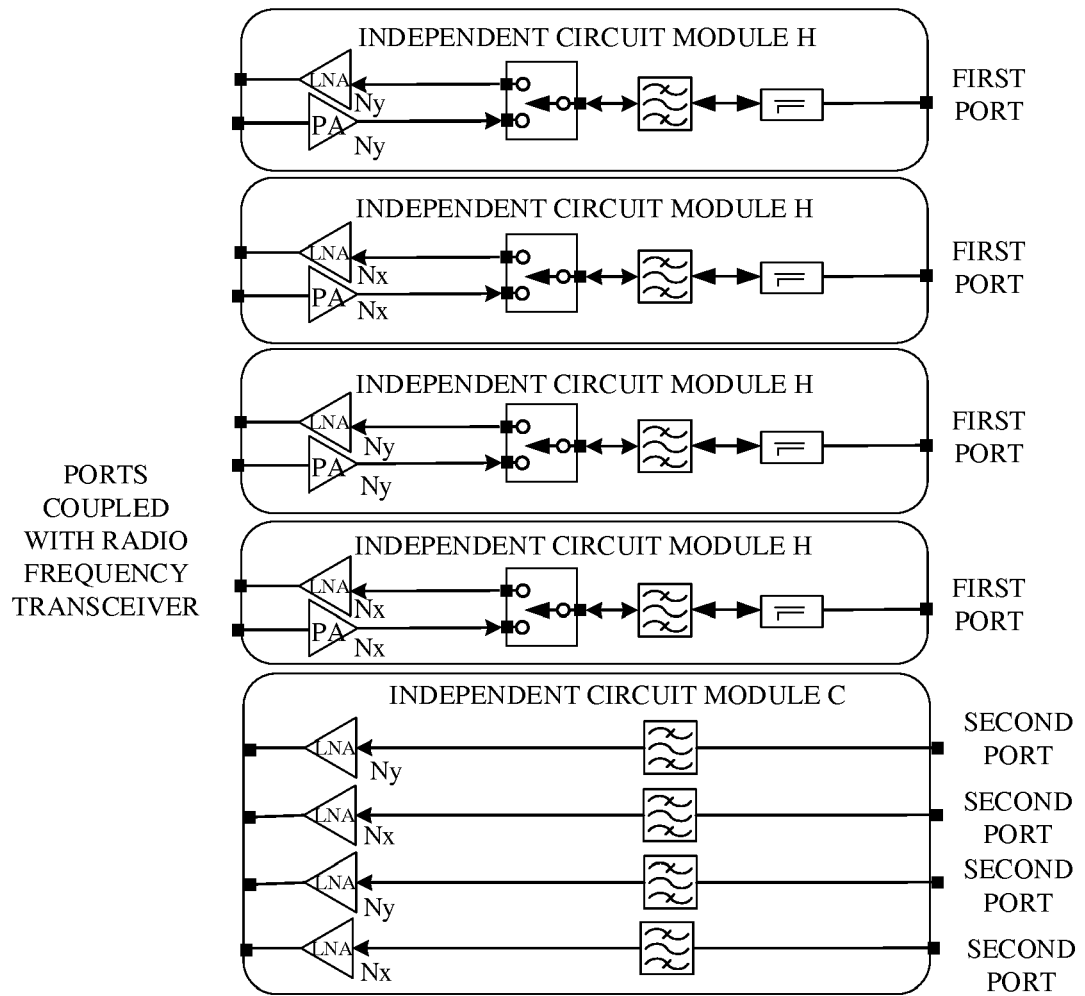 INDEPENDENT CIRCUIT MODULE H
LNA
Ny
PA
Ny
FIRST
PORT
INDEPENDENT CIRCUIT MODULE H
LNA
Nx
PA
Nx
FIRST
PORT
INDEPENDENT CIRCUIT MODULE H
LNA
Ny
PA
Ny
FIRST
PORT
PORTS
COUPLED
WITH RADIO
FREQUENCY
TRANSCEIVER
INDEPENDENT CIRCUIT MODULE H
LNA
Nx
PA
Nx
FIRST
PORT
INDEPENDENT CIRCUIT MODULE C
LNA
Ny
SECOND
PORT
LNA
Nx
SECOND
PORT
LNA
Ny
SECOND
PORT
LNA
Nx
SECOND
PORT